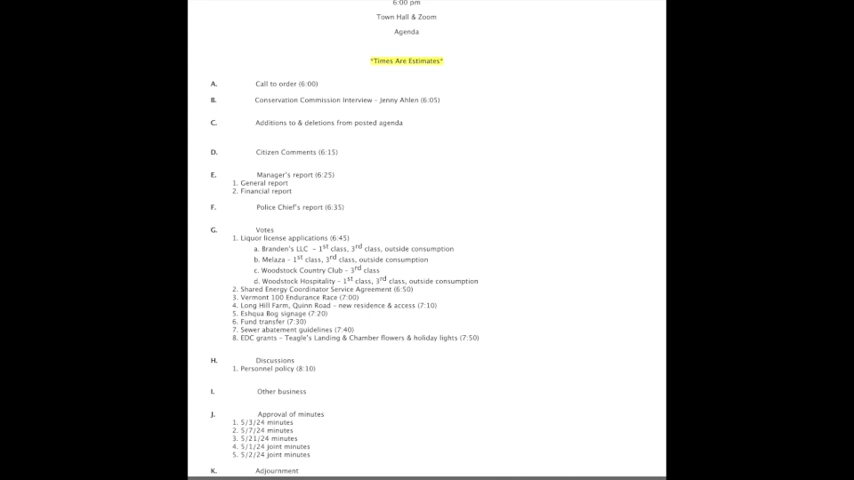 6:00 pm
Town Hall & Zoom
Agenda
*Times Are Estimates*
A. Call to order (6:00)
B. Conservation Commission Interview – Jenny Ahlen (6:05)
C. Additions to & deletions from posted agenda
D. Citizen Comments (6:15)
E. Manager's report (6:25)
1. General report
2. Financial report
F. Police Chief's report (6:35)
G. Votes
1. Liquor license applications (6:45)
a. Branden's LLC – 1st class, 3rd class, outside consumption
b. Melaza – 1st class, 3rd class, outside consumption
c. Woodstock Country Club – 3rd class
d. Woodstock Hospitality – 1st class, 3rd class, outside consumption
2. Shared Energy Coordinator Service Agreement (6:50)
3. Vermont 100 Endurance Race (7:00)
4. Long Hill Farm, Quinn Road – new residence & access (7:10)
5. Eshqua Bog signage (7:20)
6. Fund transfer (7:30)
7. Sewer abatement guidelines (7:40)
8. EDC grants – Teagle's Landing & Chamber flowers & holiday lights (7:50)
H. Discussions
1. Personnel policy (8:10)
I. Other business
J. Approval of minutes
1. 5/3/24 minutes
2. 5/7/24 minutes
3. 5/21/24 minutes
4. 5/1/24 joint minutes
5. 5/2/24 joint minutes
K. Adjournment